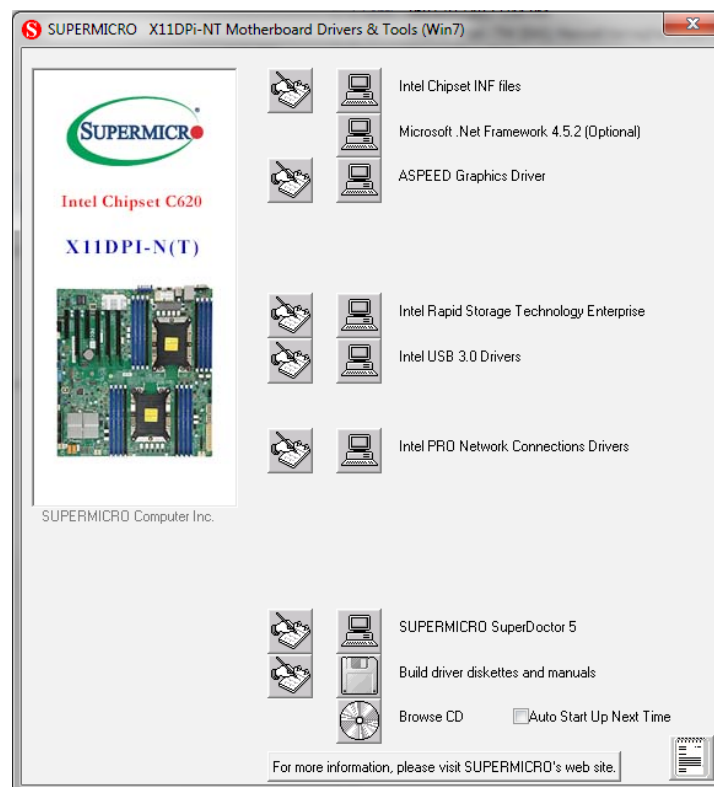 SUPERMICRO X11DPi-NT Motherboard Drivers & Tools (Win7)
SUPERMICRO
Intel Chipset C620
X11DPI-N(T)
SUPERMICRO Computer Inc.
Intel Chipset INF files
Microsoft .Net Framework 4.5.2 (Optional)
ASPEED Graphics Driver
Intel Rapid Storage Technology Enterprise
Intel USB 3.0 Drivers
Intel PRO Network Connections Drivers
SUPERMICRO SuperDoctor 5
Build driver diskettes and manuals
Browse CD
Auto Start Up Next Time
For more information, please visit SUPERMICRO's web site.